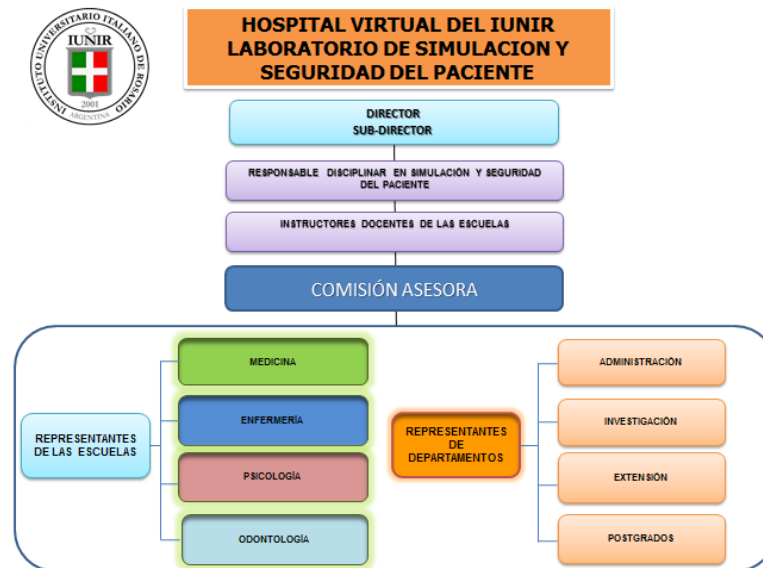 INSTITUTO UNIVERSITARIO ITALIANO DE ROSARIO
IUNIR
2001
ARGENTINA
HOSPITAL VIRTUAL DEL IUNIR
LABORATORIO DE SIMULACION Y
SEGURIDAD DEL PACIENTE
DIRECTOR
SUB-DIRECTOR
RESPONSABLE DISCIPLINAR EN SIMULACIÓN Y SEGURIDAD
DEL PACIENTE
INSTRUCTORES DOCENTES DE LAS ESCUELAS
COMISIÓN ASESORA
REPRESENTANTES
DE LAS ESCUELAS
MEDICINA
ENFERMERÍA
PSICOLOGÍA
ODONTOLOGÍA
REPRESENTANTES
DE
DEPARTAMENTOS
ADMINISTRACIÓN
INVESTIGACIÓN
EXTENSIÓN
POSTGRADOS